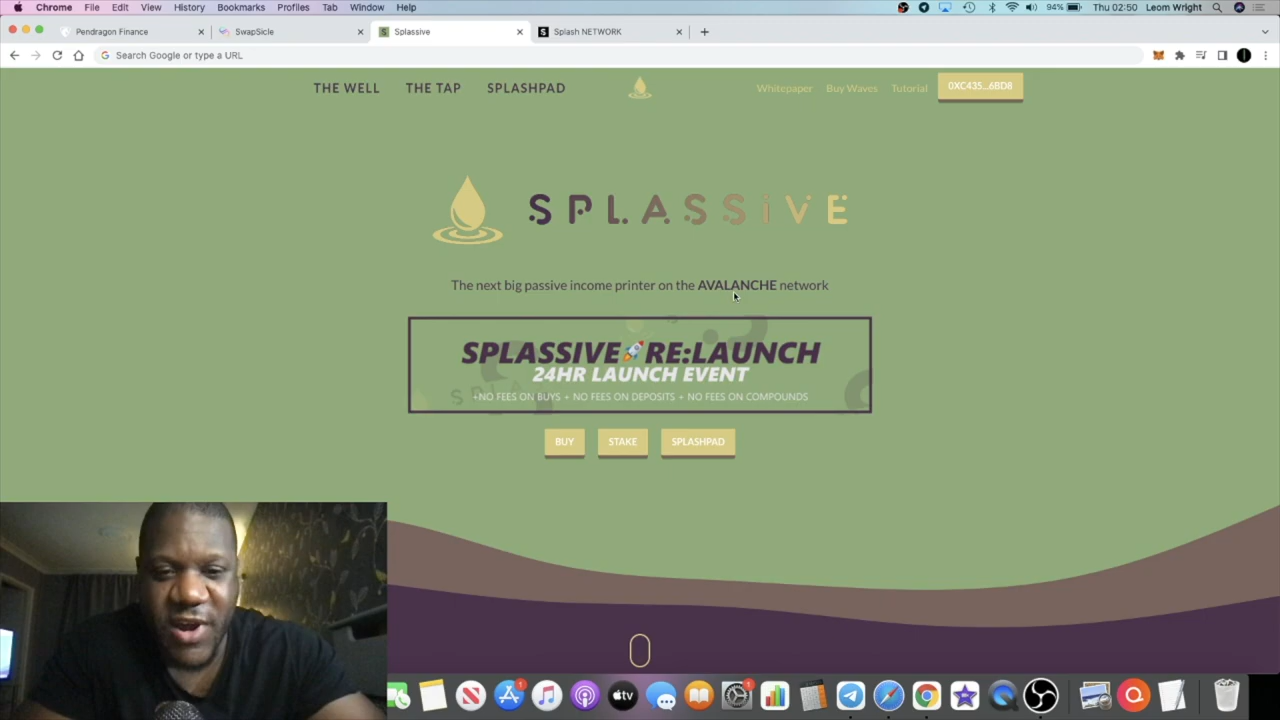 Chrome File Edit View History Bookmarks Profiles Tab Window Help 94% Thu 02:50 Leom Wright
Pendragon Finance SwapSicle Splassive Splash NETWORK
Search Google or type a URL
THE WELL THE TAP SPLASHPAD Whitepaper Buy Waves Tutorial 0XC435...6BD8
SPLASSIVE
The next big passive income printer on the AVALANCHE network
SPLASSIVE🚀RE:LAUNCH
24HR LAUNCH EVENT
+NO FEES ON BUYS + NO FEES ON DEPOSITS + NO FEES ON COMPOUNDS
BUY STAKE SPLASHPAD
tv